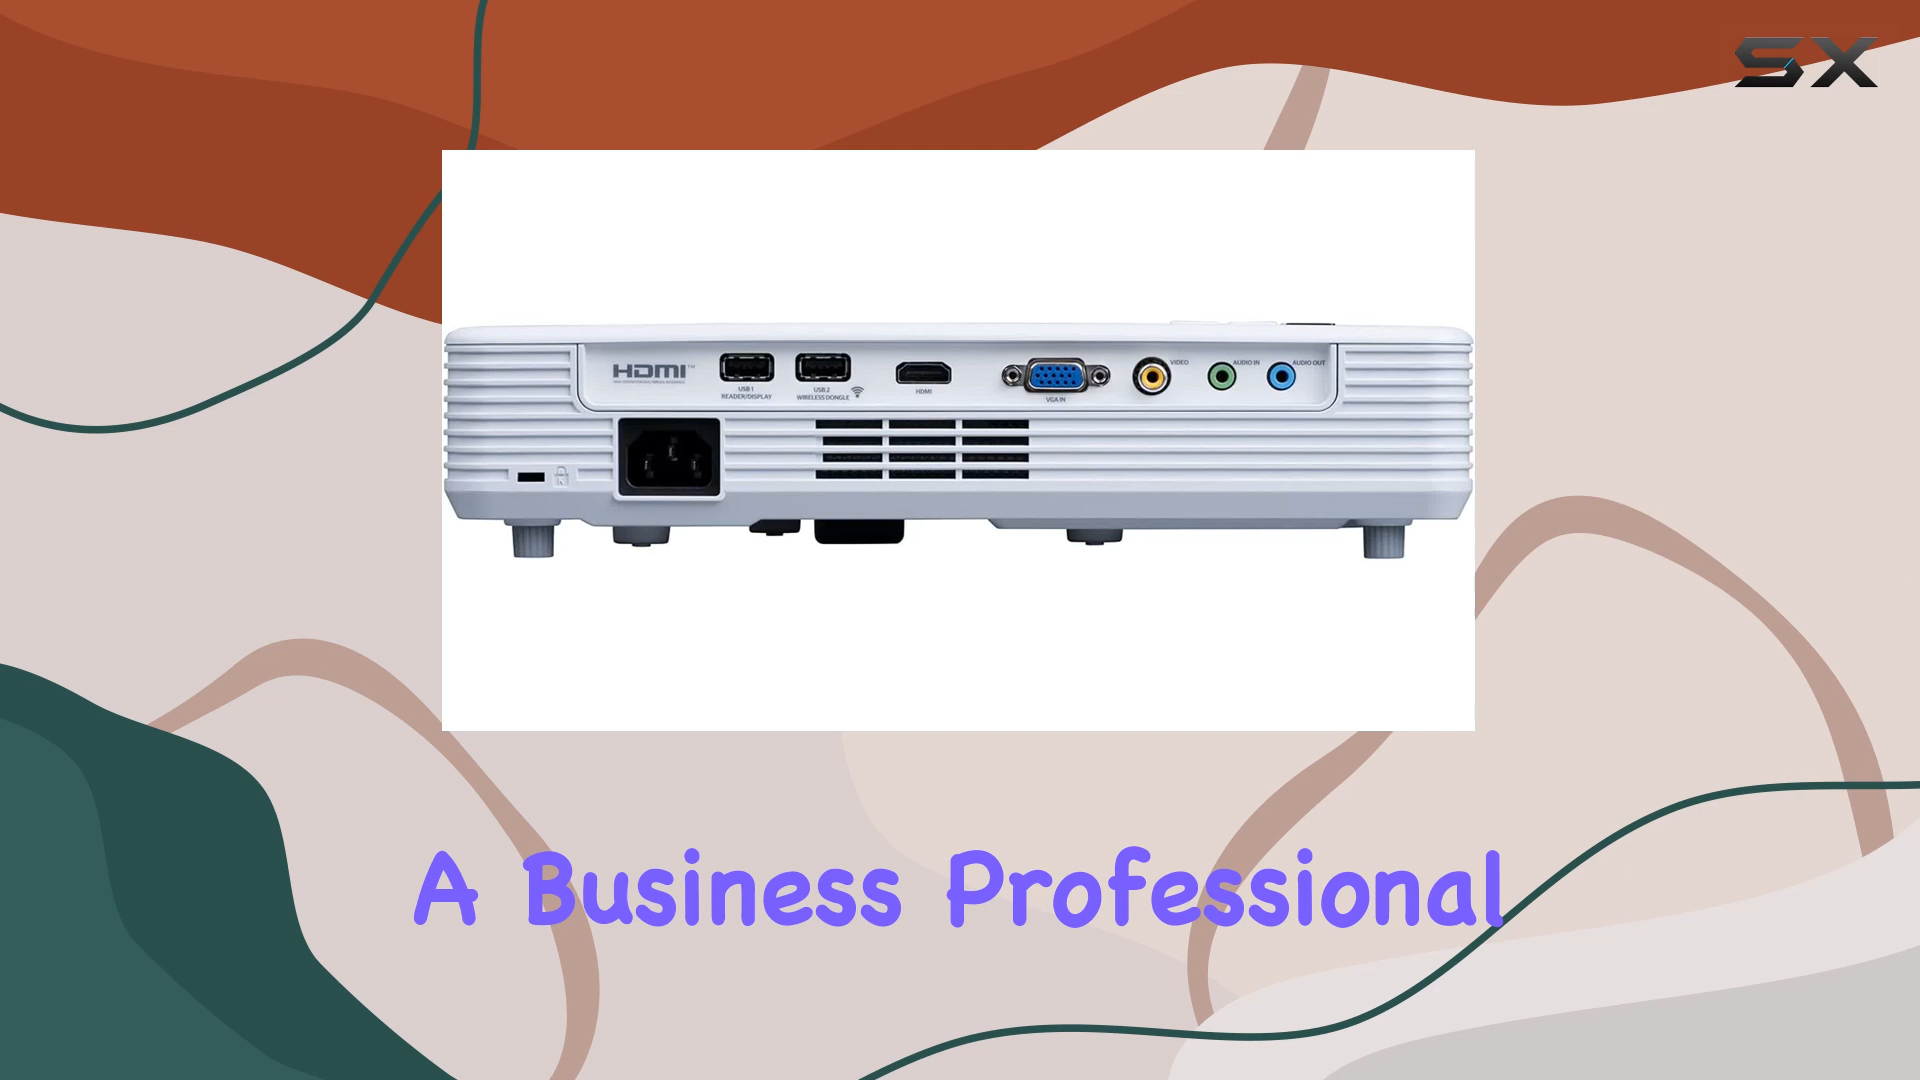 SX
HDMI™
USB 1
READER/DISPLAY
USB 2
WIRELESS DONGLE
HDMI
VGA IN
VIDEO
AUDIO IN
AUDIO OUT
A Business Professional